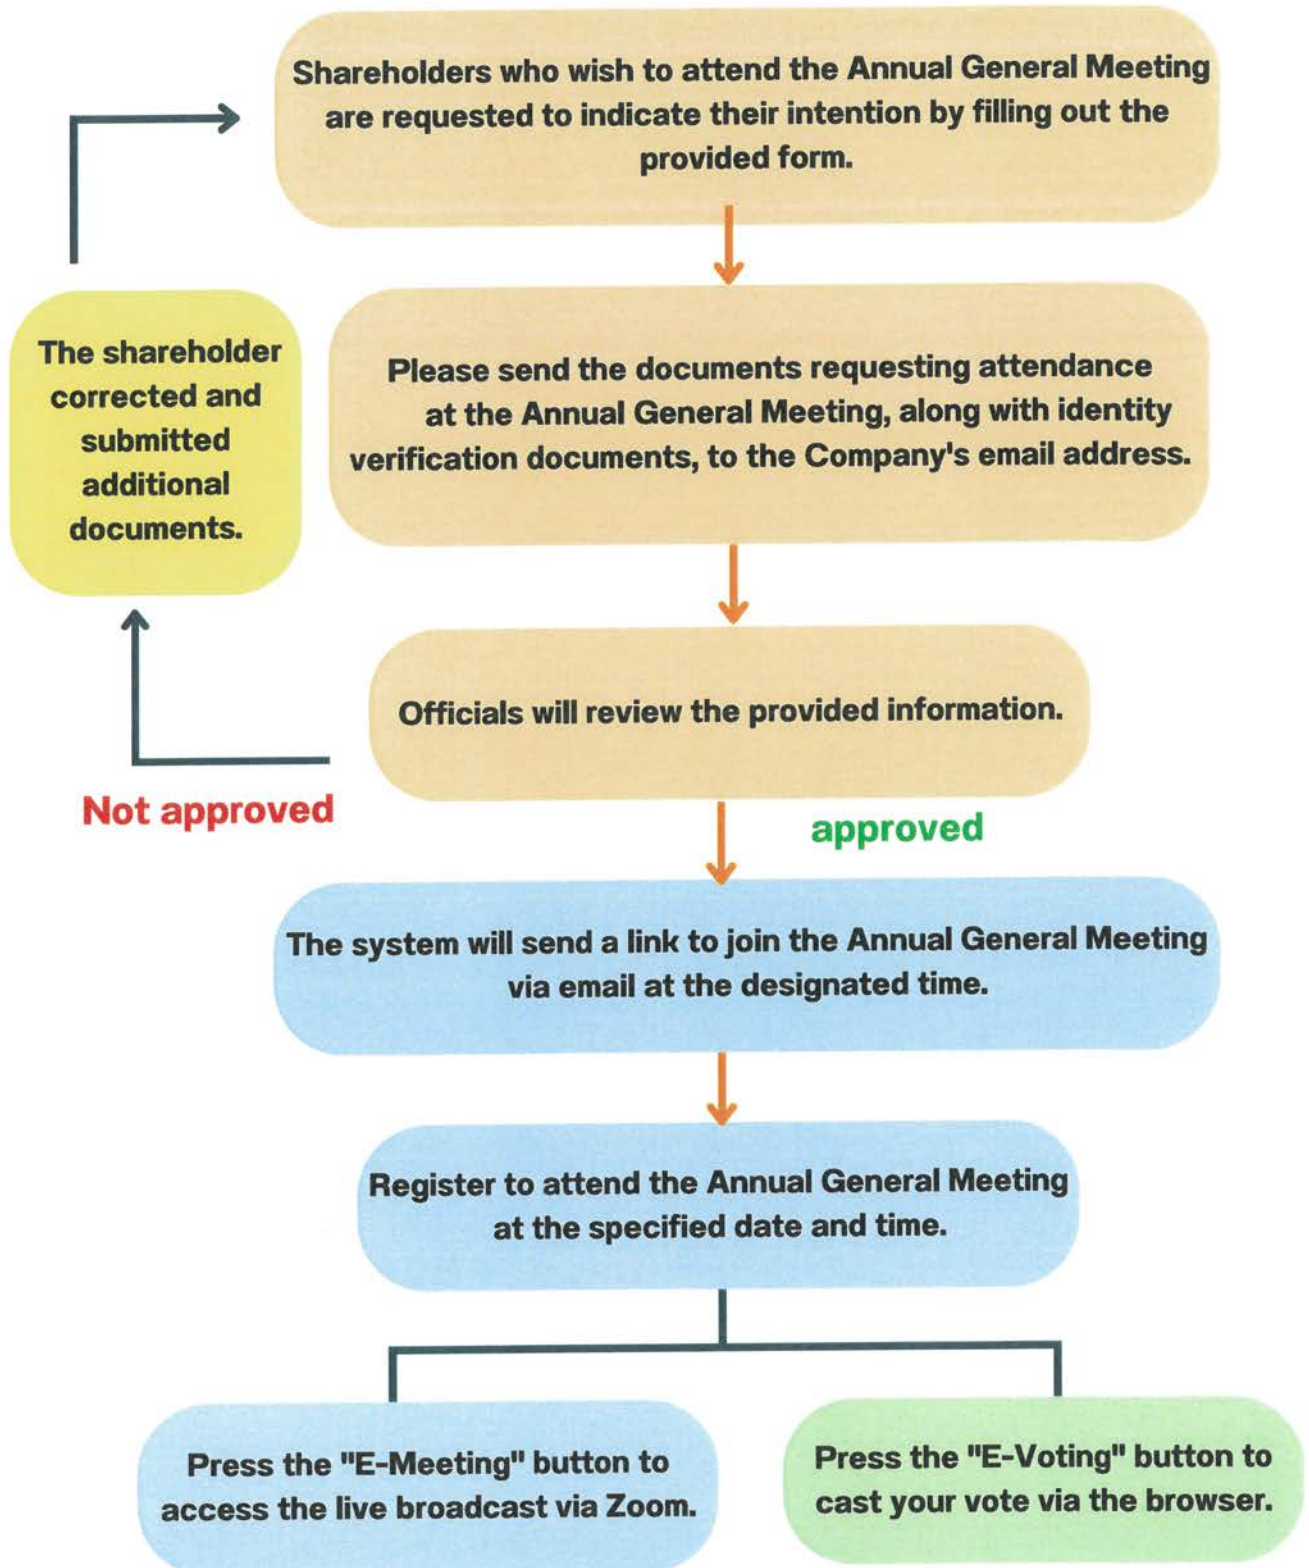 Shareholders who wish to attend the Annual General Meeting
are requested to indicate their intention by filling out the
provided form.
The shareholder
corrected and
submitted
additional
documents.
Please send the documents requesting attendance
at the Annual General Meeting, along with identity
verification documents, to the Company's email address.
Officials will review the provided information.
Not approved
approved
The system will send a link to join the Annual General Meeting
via email at the designated time.
Register to attend the Annual General Meeting
at the specified date and time.
Press the "E-Meeting" button to
access the live broadcast via Zoom.
Press the "E-Voting" button to
cast your vote via the browser.